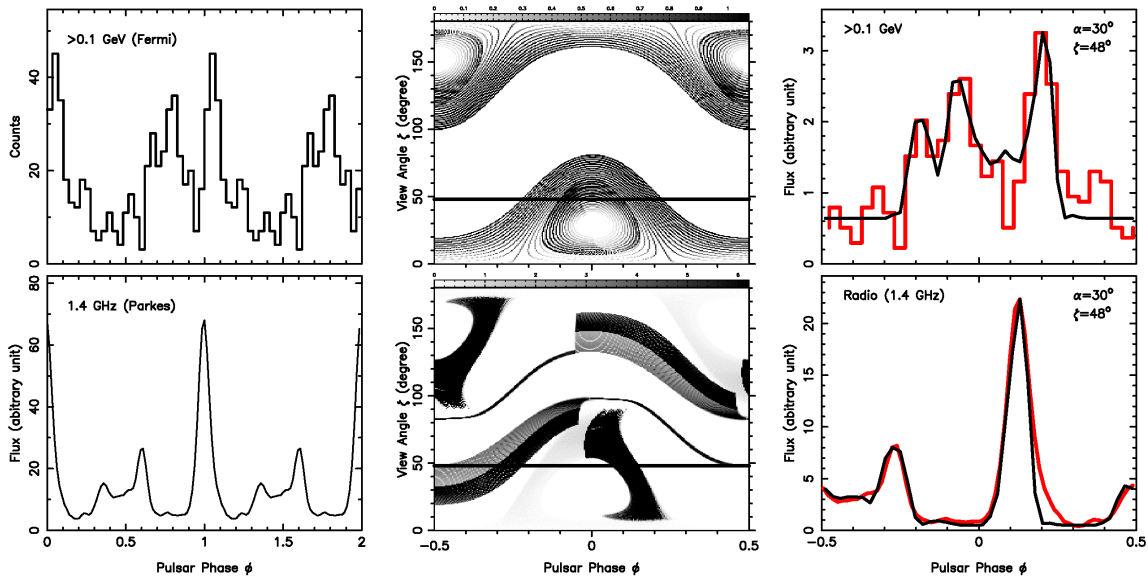 >0.1 GeV (Fermi)
Counts
40
20
0
0 0.1 0.2 0.3 0.4 0.5 0.6 0.7 0.8 0.9 1
View Angle ζ (degree)
150
100
50
0
>0.1 GeV
α=30°
ζ=48°
Flux (abitrary unit)
3
2
1
0
1.4 GHz (Parkes)
Flux (abitrary unit)
80
60
40
20
0
0 0.5 1 1.5 2
Pulsar Phase ϕ
0 1 2 3 4 5 6
View Angle ζ (degree)
150
100
50
0
−0.5 0 0.5
Pulsar Phase ϕ
Radio (1.4 GHz)
α=30°
ζ=48°
Flux (abitrary unit)
20
15
10
5
0
−0.5 0 0.5
Pulsar Phase ϕ